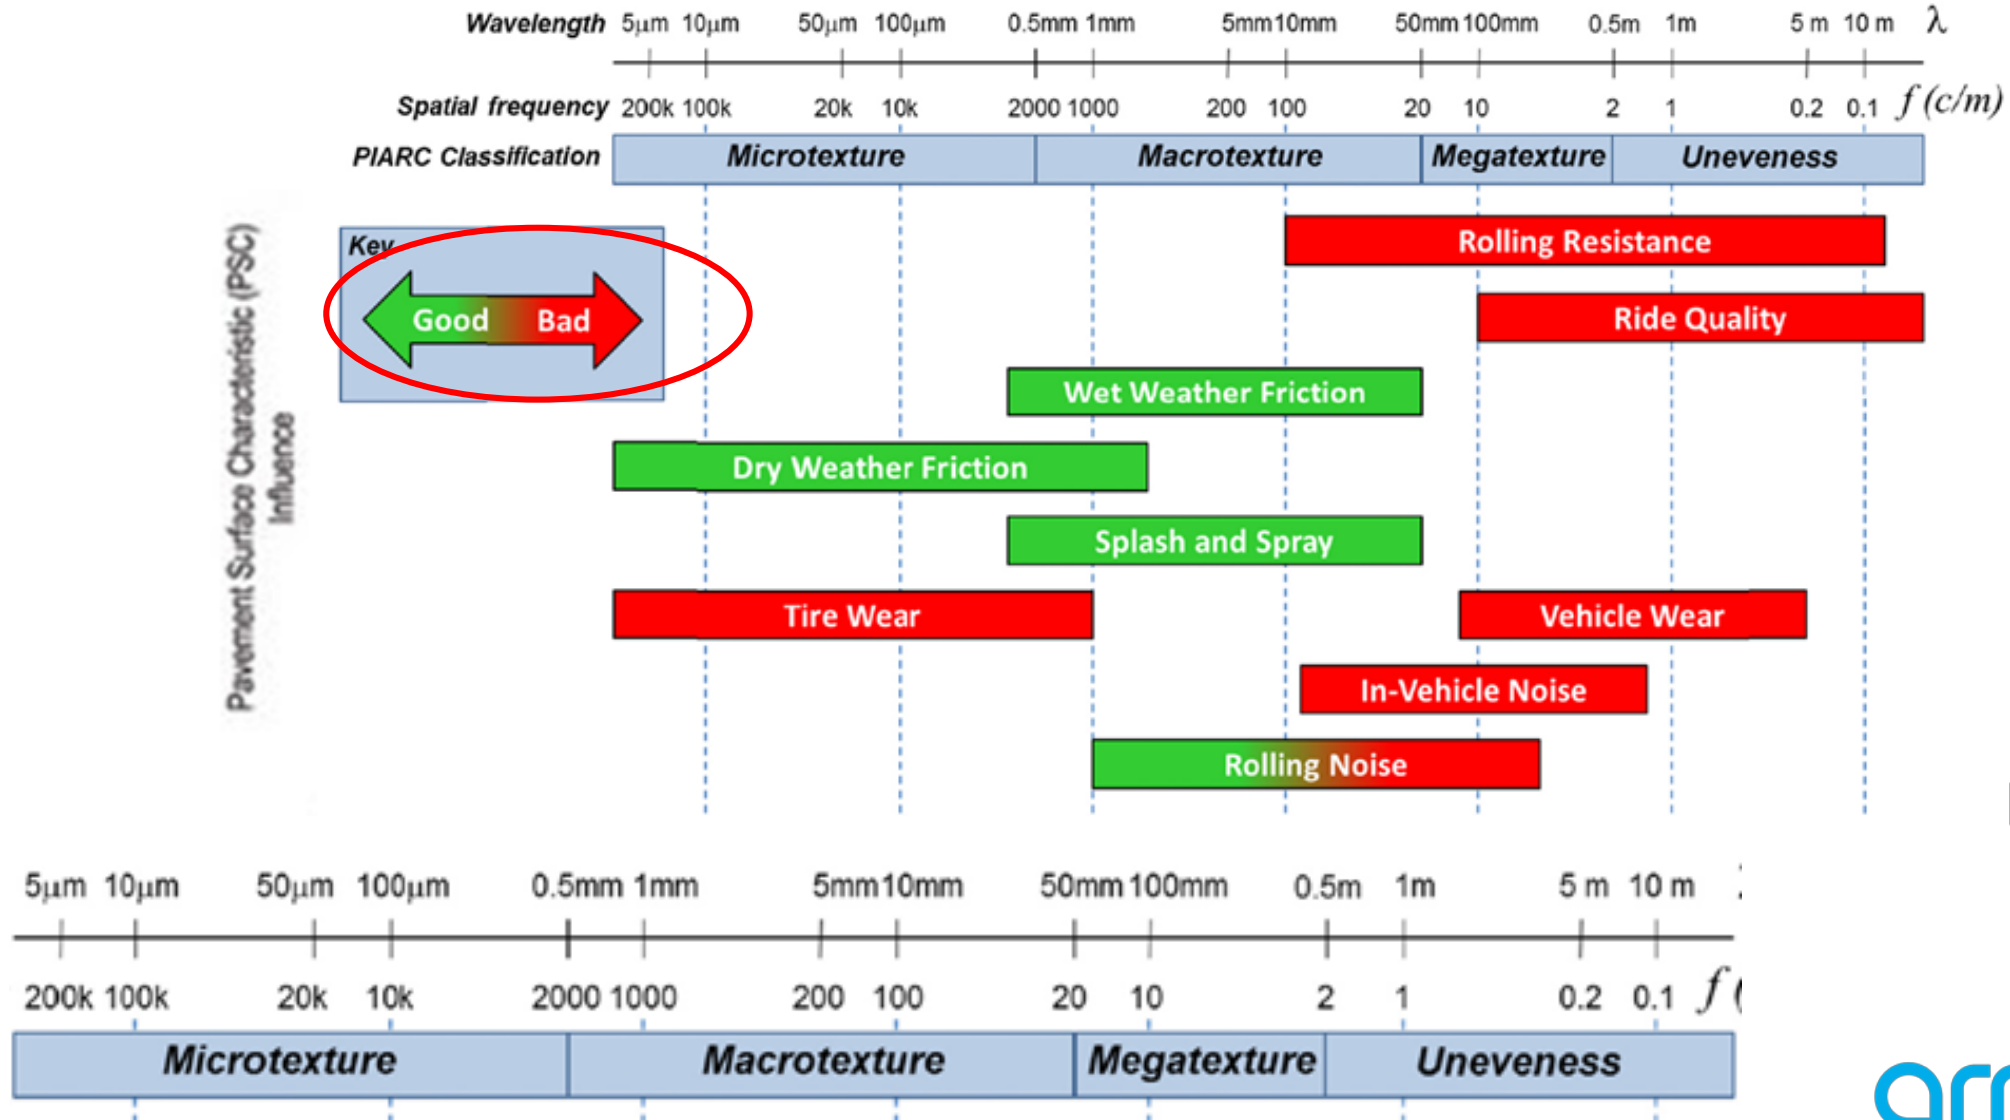 Wavelength 5μm 10μm 50μm 100μm 0.5mm 1mm 5mm 10mm 50mm 100mm 0.5m 1m 5 m 10 m λ
Spatial frequency 200k 100k 20k 10k 2000 1000 200 100 20 10 2 1 0.2 0.1 f (c/m)
PIARC Classification Microtexture Macrotexture Megatexture Uneveness
Pavement Surface Characteristic (PSC)
Influence
Key
Good Bad
Rolling Resistance
Ride Quality
Wet Weather Friction
Dry Weather Friction
Splash and Spray
Tire Wear Vehicle Wear
In-Vehicle Noise
Rolling Noise
5μm 10μm 50μm 100μm 0.5mm 1mm 5mm 10mm 50mm 100mm 0.5m 1m 5 m 10 m
200k 100k 20k 10k 2000 1000 200 100 20 10 2 1 0.2 0.1 f (
Microtexture Macrotexture Megatexture Uneveness